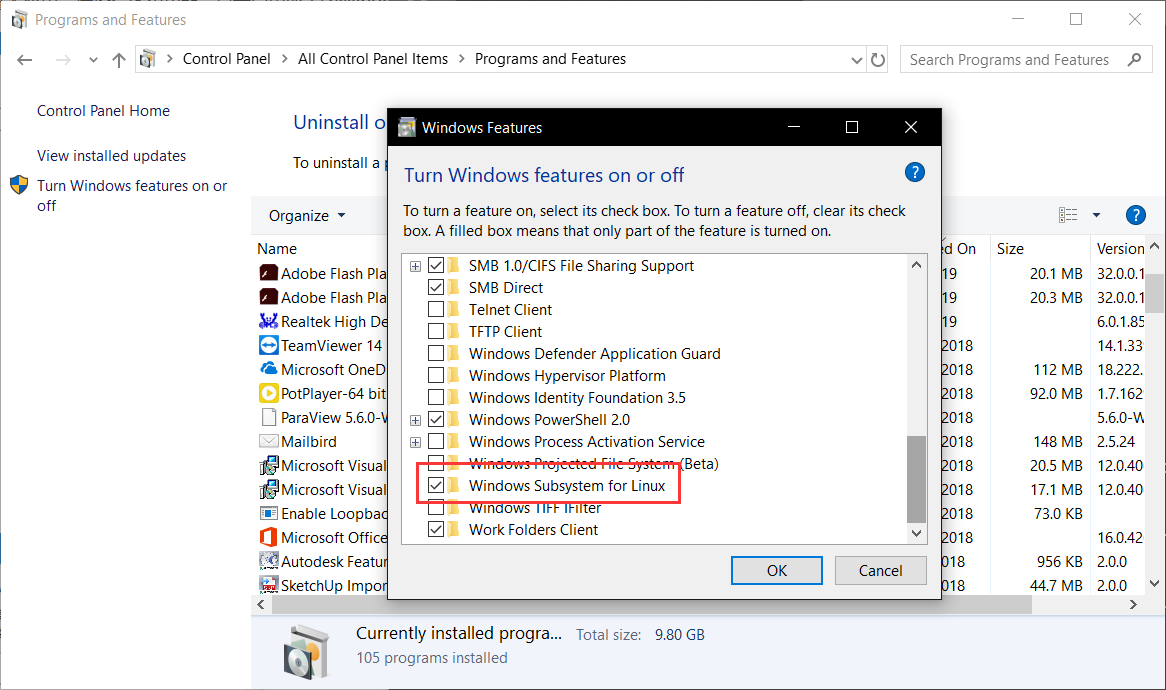 Programs and Features
Control Panel
All Control Panel Items
Programs and Features
Search Programs and Features
Control Panel Home
View installed updates
Turn Windows features on or
off
Uninstall o
To uninstall a
Organize
Name
ed On
Size
Version
Adobe Flash Pla
19
20.1 MB
32.0.0.1
Adobe Flash Pla
19
20.3 MB
32.0.0.1
Realtek High De
19
6.0.1.85
TeamViewer 14
2018
14.1.33
Microsoft OneD
2018
112 MB
18.222.
PotPlayer-64 bit
2018
92.0 MB
1.7.162
ParaView 5.6.0-W
2018
5.6.0-W
Mailbird
2018
148 MB
2.5.24
Microsoft Visual
2018
20.5 MB
12.0.40
Microsoft Visual
2018
17.1 MB
12.0.40
Enable Loopbac
2018
73.0 KB
Microsoft Office
2018
16.0.42
Autodesk Featur
018
956 KB
2.0.0
SketchUp Impor
018
44.7 MB
2.0.0
Currently installed progra...
Total size:
9.80 GB
105 programs installed
Windows Features
Turn Windows features on or off
To turn a feature on, select its check box. To turn a feature off, clear its check
box. A filled box means that only part of the feature is turned on.
SMB 1.0/CIFS File Sharing Support
SMB Direct
Telnet Client
TFTP Client
Windows Defender Application Guard
Windows Hypervisor Platform
Windows Identity Foundation 3.5
Windows PowerShell 2.0
Windows Process Activation Service
Windows Projected File System (Beta)
Windows Subsystem for Linux
Windows TIFF IFilter
Work Folders Client
OK
Cancel